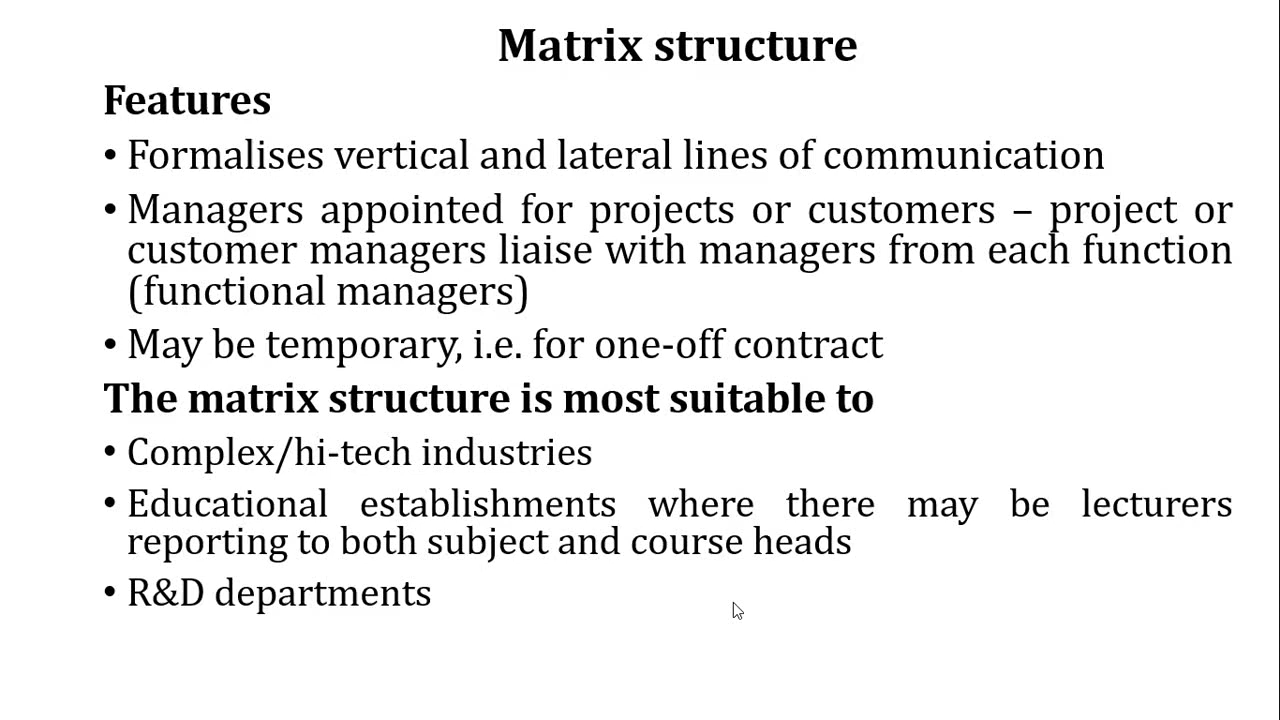 Matrix structure
Features
• Formalises vertical and lateral lines of communication
• Managers appointed for projects or customers – project or
customer managers liaise with managers from each function
(functional managers)
• May be temporary, i.e. for one-off contract
The matrix structure is most suitable to
• Complex/hi-tech industries
• Educational establishments where there may be lecturers
reporting to both subject and course heads
• R&D departments